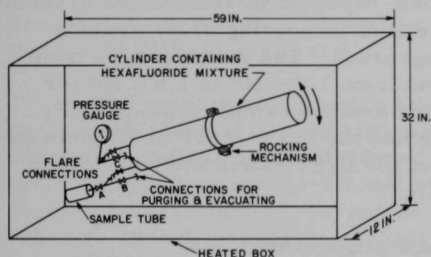 59 IN.
CYLINDER CONTAINING
HEXAFLUORIDE MIXTURE
PRESSURE
GAUGE
32 IN.
FLARE
CONNECTIONS
ROCKING
MECHANISM
C
A
B
CONNECTIONS FOR
PURGING & EVACUATING
SAMPLE TUBE
12 IN.
HEATED BOX